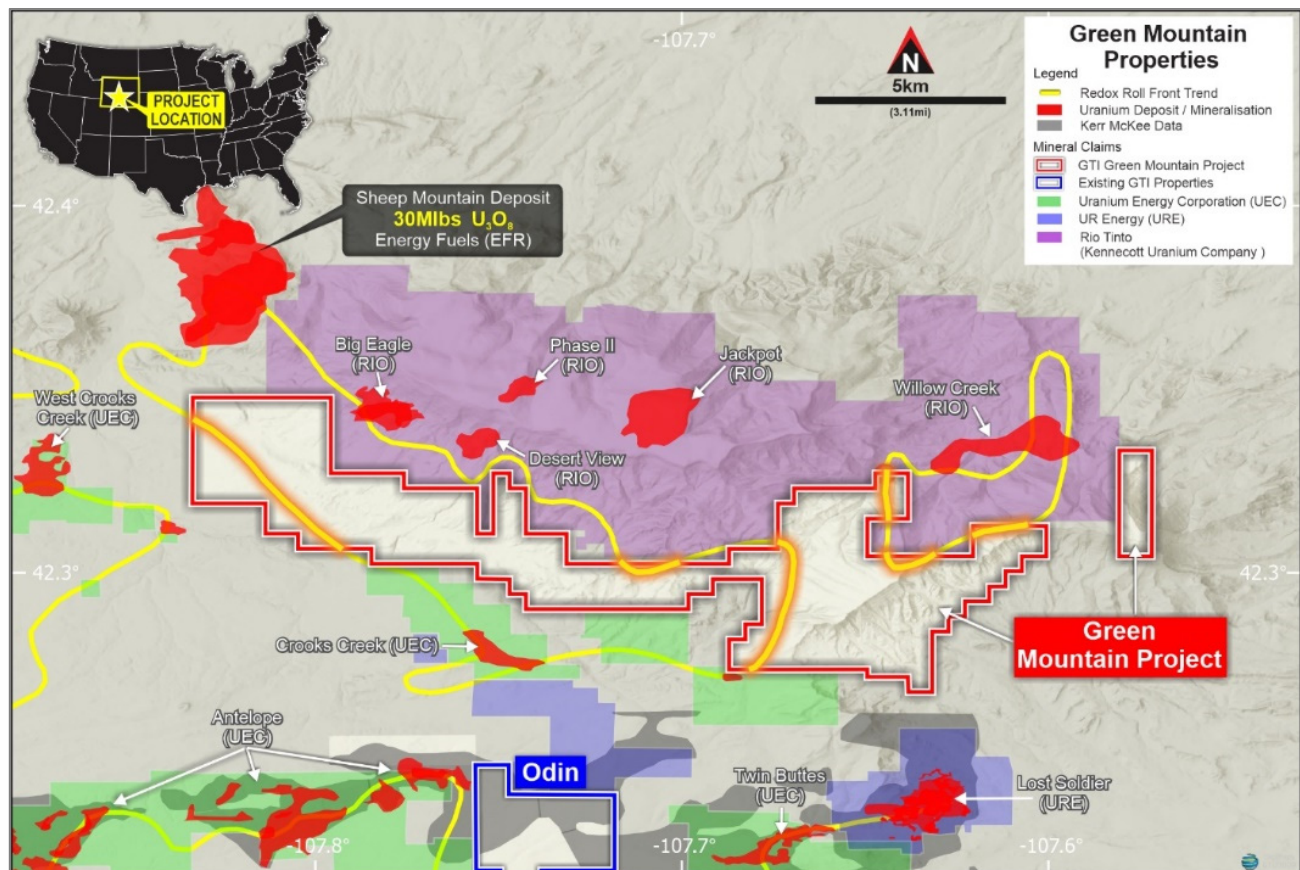 PROJECT
LOCATION
-107.7°
N
5km
(3.11mi)
Green Mountain
Properties
Legend
Redox Roll Front Trend
Uranium Deposit / Mineralisation
Kerr McKee Data
Mineral Claims
GTI Green Mountain Project
Existing GTI Properties
Uranium Energy Corporation (UEC)
UR Energy (URE)
Rio Tinto
(Kennecott Uranium Company )
42.4°
Sheep Mountain Deposit
30Mlbs U₃O₈
Energy Fuels (EFR)
Big Eagle
(RIO)
Phase II
(RIO)
Jackpot
(RIO)
Willow Creek
(RIO)
West Crooks
Creek (UEC)
Desert View
(RIO)
42.3°
42.3°
Crooks Creek (UEC)
Green
Mountain Project
Antelope
(UEC)
Odin
Twin Buttes
(UEC)
Lost Soldier
(URE)
-107.8°
-107.7°
-107.6°